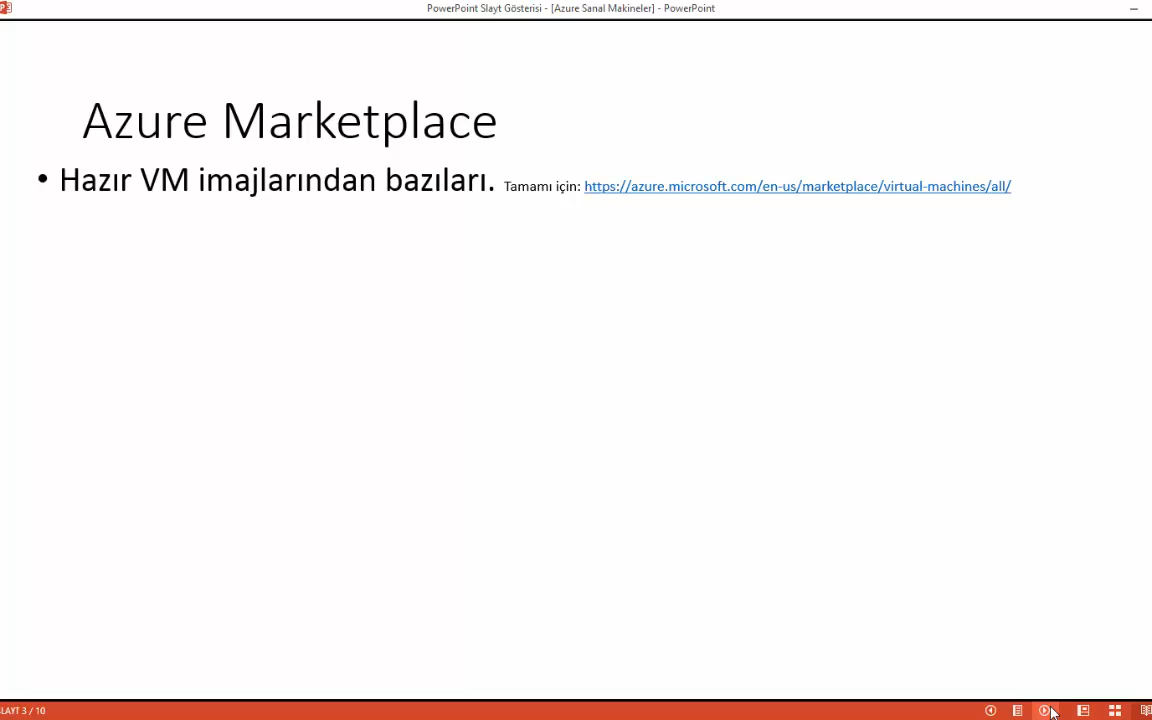 PowerPoint Slayt Gösterisi - [Azure Sanal Makineler] - PowerPoint
Azure Marketplace
• Hazır VM imajlarından bazıları. Tamamı için: https://azure.microsoft.com/en-us/marketplace/virtual-machines/all/
LAYT 3 / 10